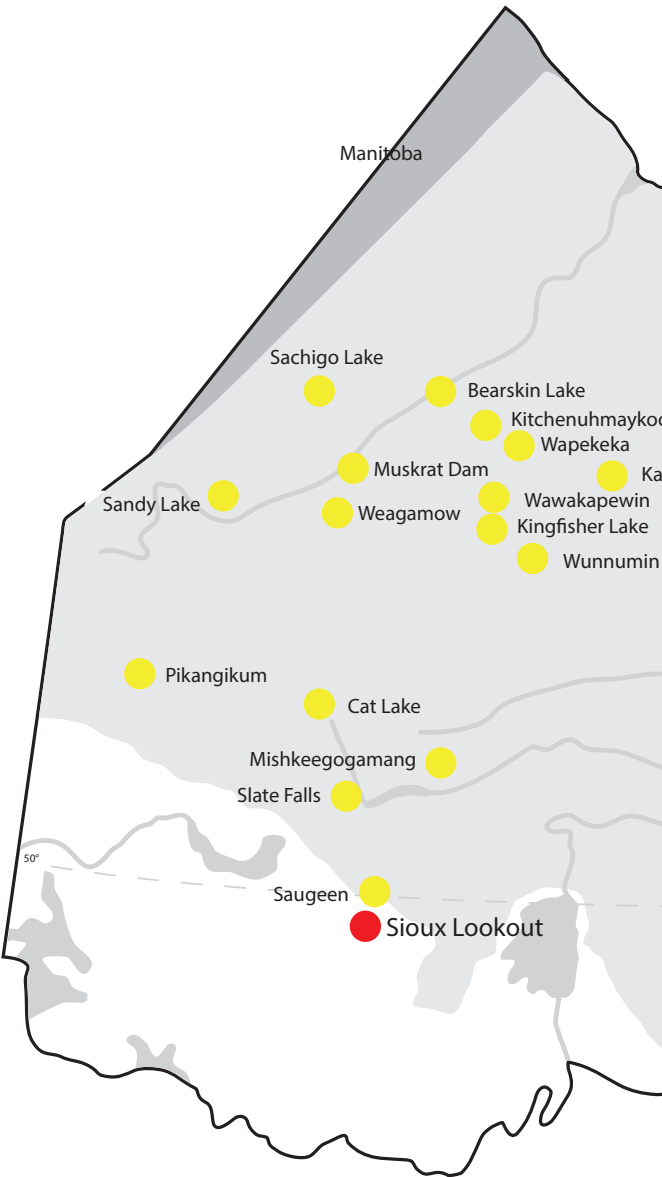 Manitoba
Sachigo Lake
Bearskin Lake
Kitchenuhmaykoo
Wapekeka
Muskrat Dam
Ka
Sandy Lake
Wawakapewin
Weagamow
Kingfisher Lake
Wunnumin
Pikangikum
Cat Lake
Mishkeegogamang
Slate Falls
50°
Saugeen
Sioux Lookout